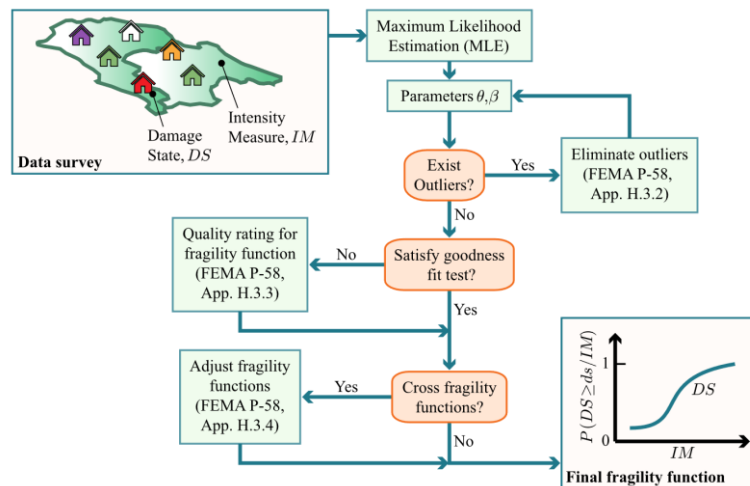 Damage
State, DS
Intensity
Measure, IM
Data survey
Maximum Likelihood
Estimation (MLE)
Parameters θ,β
Exist
Outliers?
Yes
Eliminate outliers
(FEMA P-58,
App. H.3.2)
No
Satisfy goodness
fit test?
No
Quality rating for
fragility function
(FEMA P-58,
App. H.3.3)
Yes
Cross fragility
functions?
Yes
Adjust fragility
functions
(FEMA P-58,
App. H.3.4)
No
P(DS≥ds/IM)
1
0
DS
IM
Final fragility function